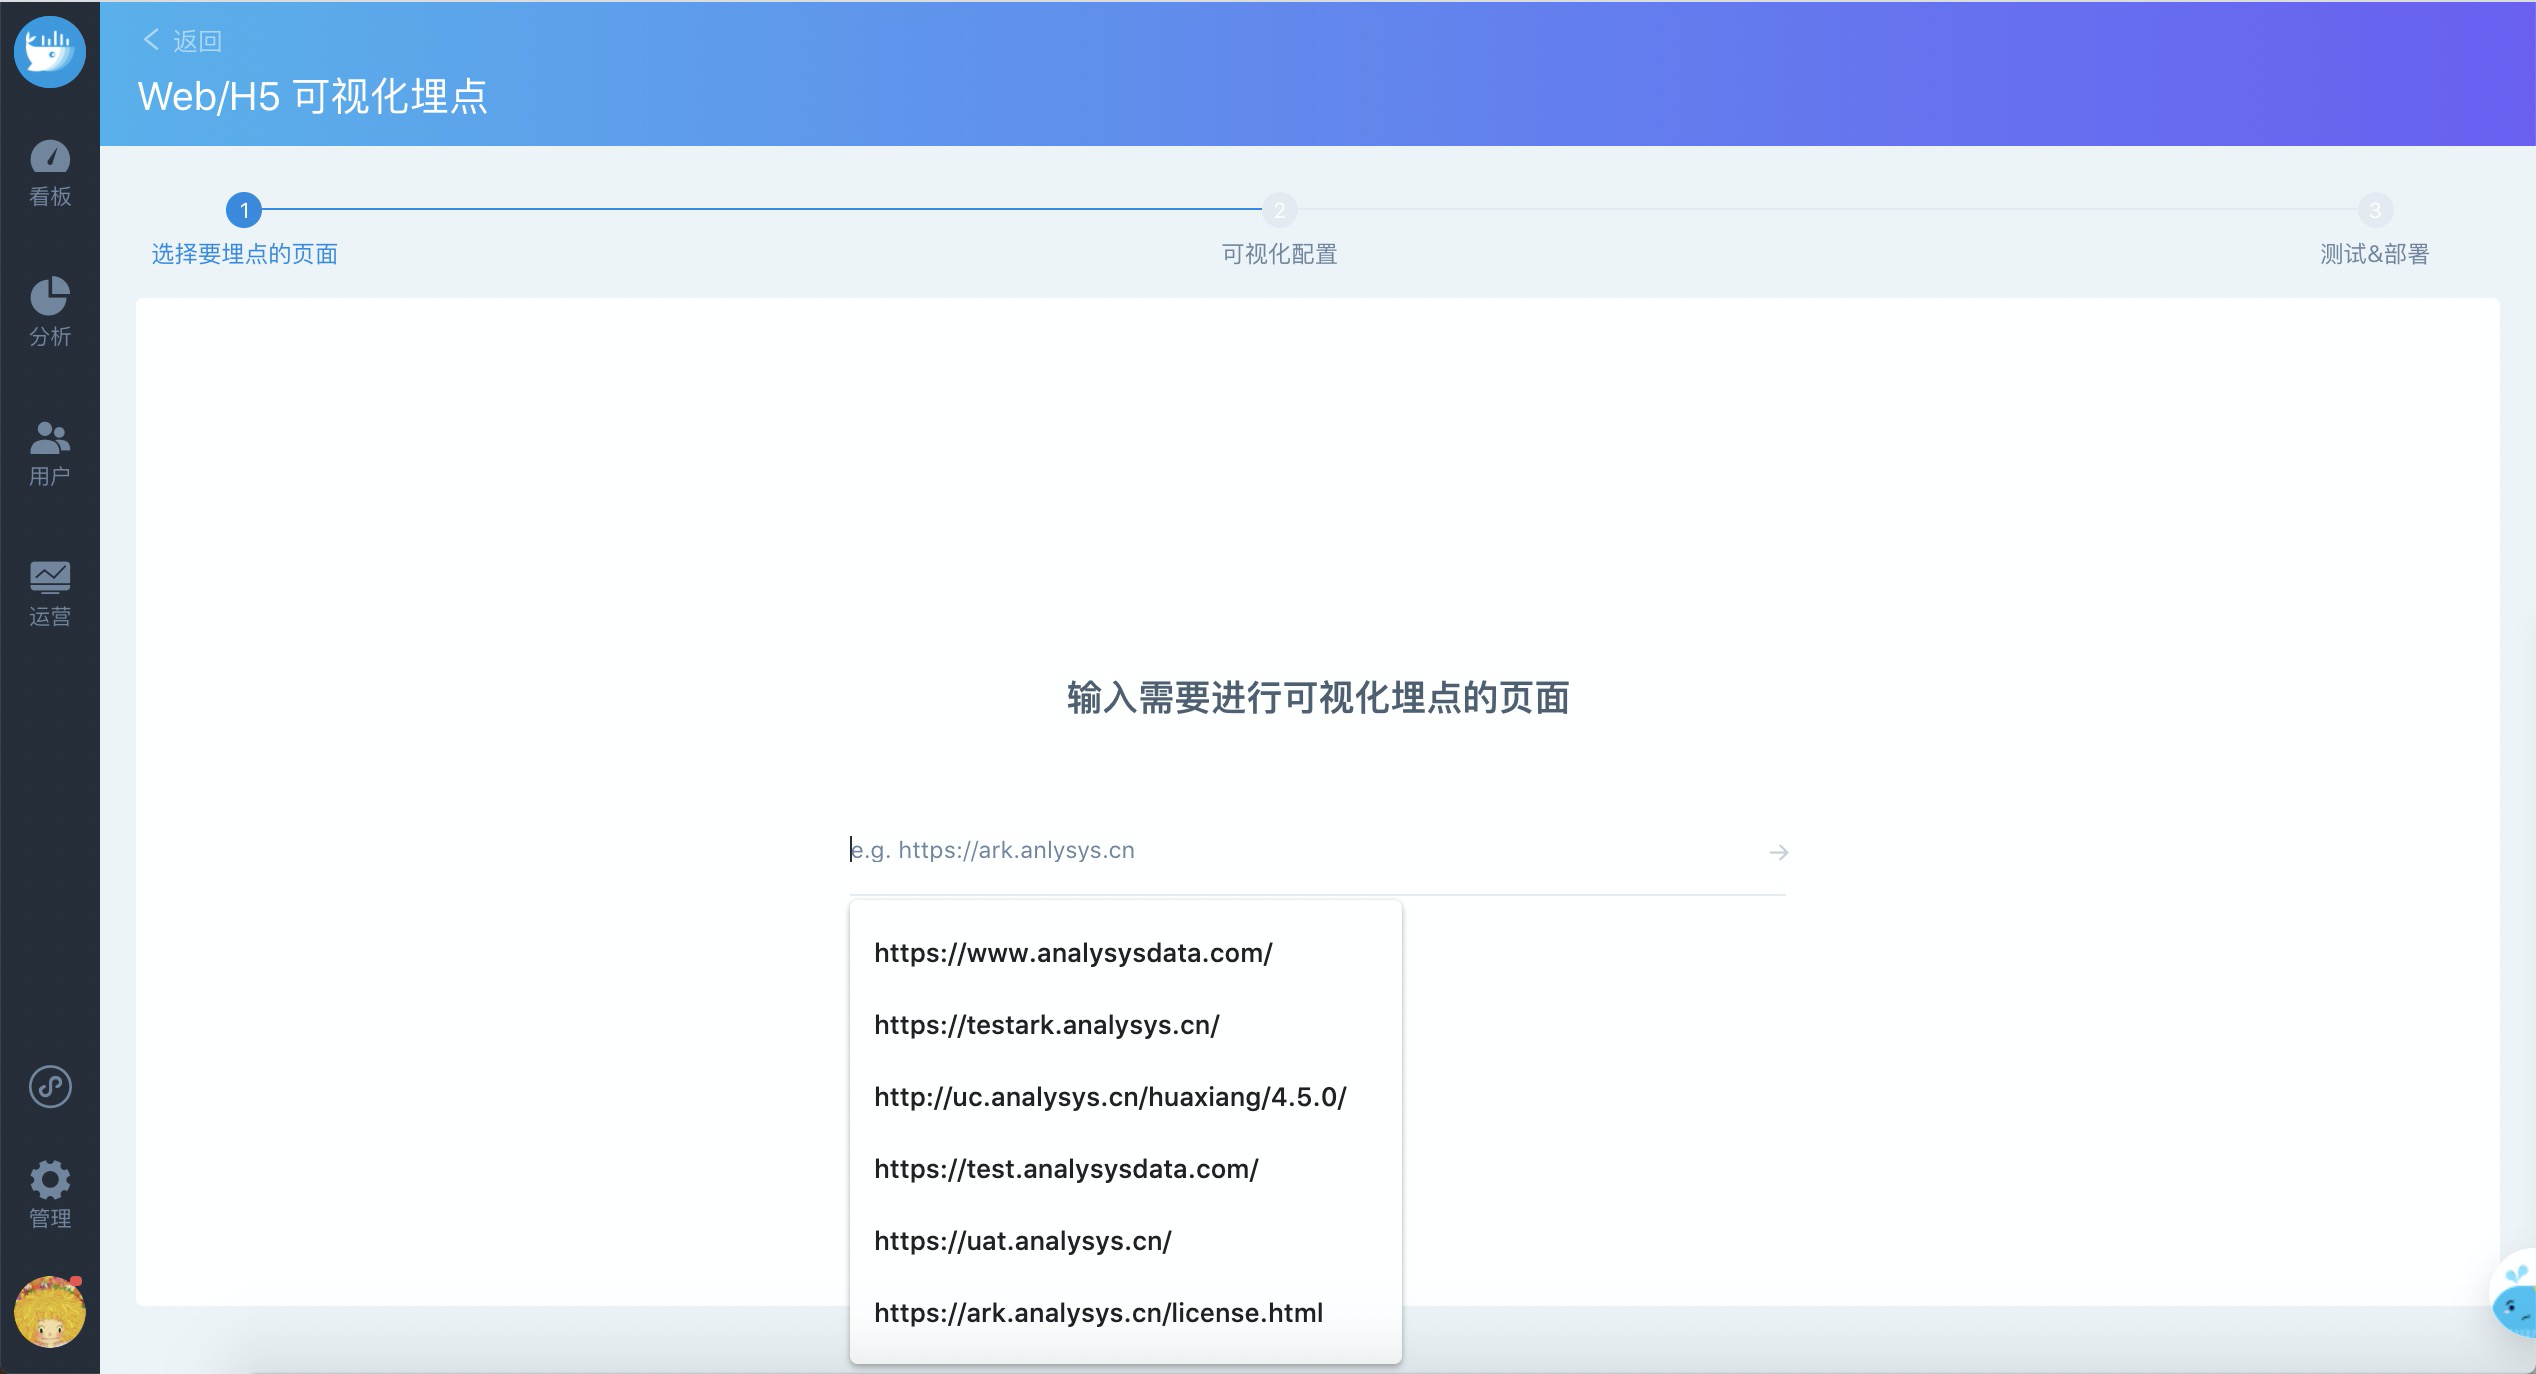 返回
Web/H5 可视化埋点
看板
分析
用户
运营
管理
1
选择要埋点的页面
2
可视化配置
3
测试&部署
输入需要进行可视化埋点的页面
e.g. https://ark.anlysys.cn
https://www.analysysdata.com/
https://testark.analysys.cn/
http://uc.analysys.cn/huaxiang/4.5.0/
https://test.analysysdata.com/
https://uat.analysys.cn/
https://ark.analysys.cn/license.html